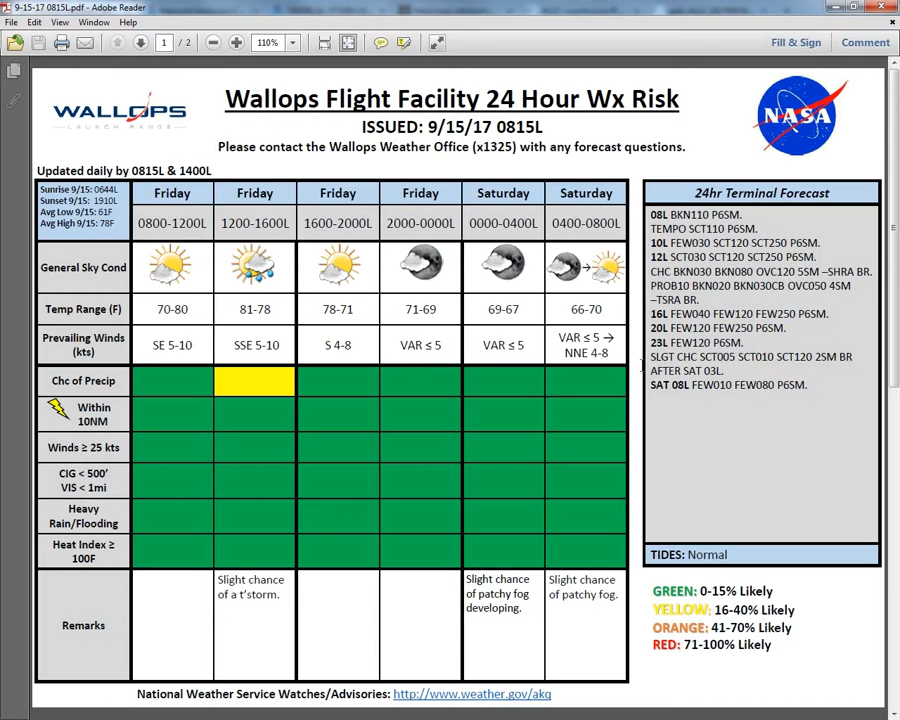 9-15-17 0815L.pdf - Adobe Reader
File Edit View Window Help
1 / 2 110% Fill & Sign Comment
WALLOPS
LAUNCH RANGE
Wallops Flight Facility 24 Hour Wx Risk
ISSUED: 9/15/17 0815L
Please contact the Wallops Weather Office (x1325) with any forecast questions.
NASA
Updated daily by 0815L & 1400L
Sunrise 9/15: 0644L
Sunset 9/15: 1910L
Avg Low 9/15: 61F
Avg High 9/15: 78F
Friday Friday Friday Friday Saturday Saturday
0800-1200L 1200-1600L 1600-2000L 2000-0000L 0000-0400L 0400-0800L
General Sky Cond
Temp Range (F) 70-80 81-78 78-71 71-69 69-67 66-70
Prevailing Winds (kts) SE 5-10 SSE 5-10 S 4-8 VAR ≤ 5 VAR ≤ 5 VAR ≤ 5 → NNE 4-8
Chc of Precip
Within 10NM
Winds ≥ 25 kts
CIG < 500'
VIS < 1mi
Heavy
Rain/Flooding
Heat Index ≥
100F
Remarks
Slight chance
of a t'storm.
Slight chance
of patchy fog
developing.
Slight chance
of patchy fog.
24hr Terminal Forecast
08L BKN110 P6SM.
TEMPO SCT110 P6SM.
10L FEW030 SCT120 SCT250 P6SM.
12L SCT030 SCT120 SCT250 P6SM.
CHC BKN030 BKN080 OVC120 5SM –SHRA BR.
PROB10 BKN020 BKN030CB OVC050 4SM
–TSRA BR.
16L FEW040 FEW120 FEW250 P6SM.
20L FEW120 FEW250 P6SM.
23L FEW120 P6SM.
SLGT CHC SCT005 SCT010 SCT120 2SM BR
AFTER SAT 03L.
SAT 08L FEW010 FEW080 P6SM.
TIDES: Normal
GREEN: 0-15% Likely
YELLOW: 16-40% Likely
ORANGE: 41-70% Likely
RED: 71-100% Likely
National Weather Service Watches/Advisories: http://www.weather.gov/akq